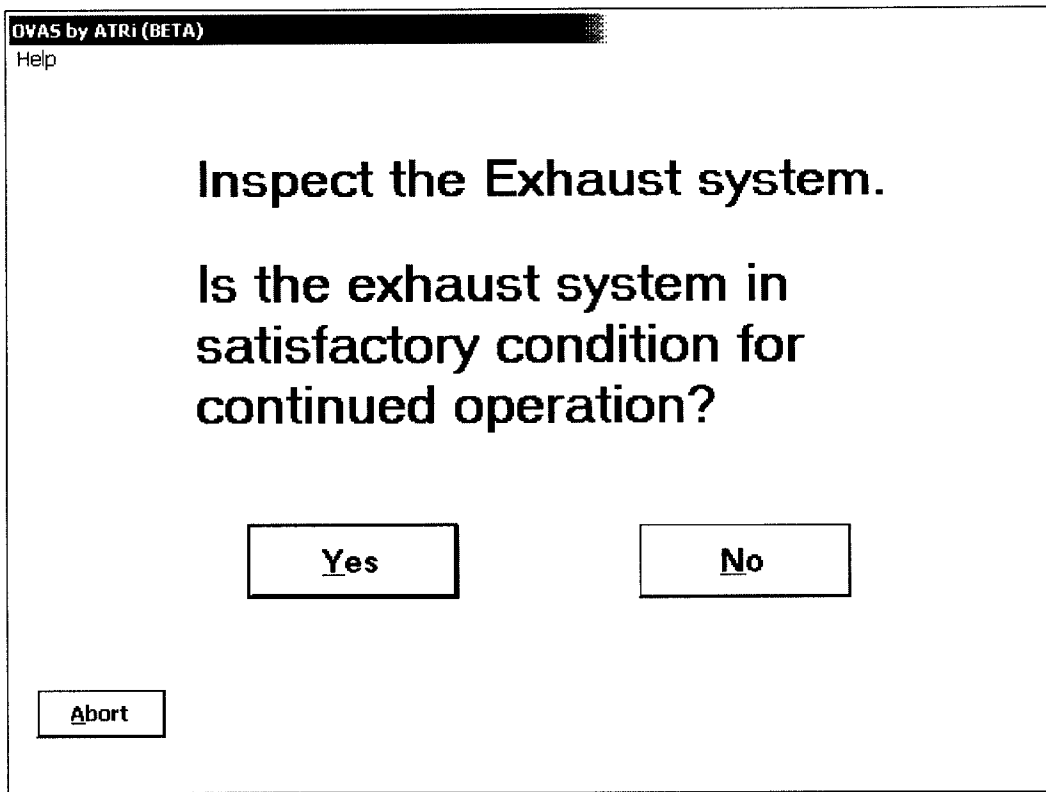 OVAS by ATRi (BETA)
Help
Inspect the Exhaust system.
Is the exhaust system in
satisfactory condition for
continued operation?
Yes
No
Abort